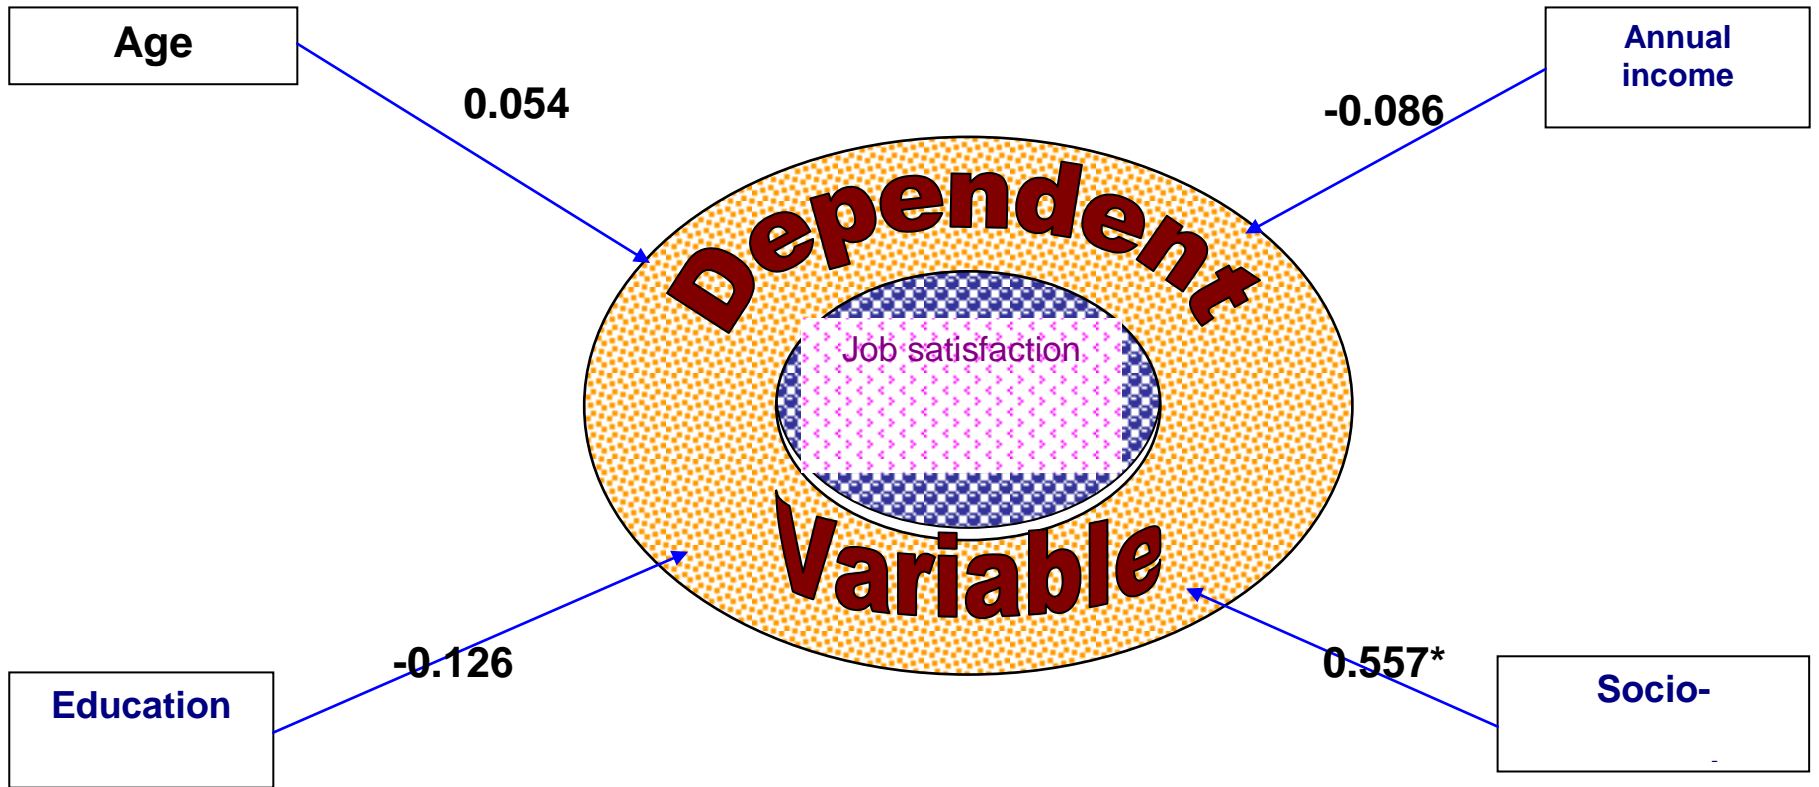 Age
Annual
income
0.054
-0.086
Dependent
Job satisfaction
Variable
-0.126
0.557*
Education
Socio-
-